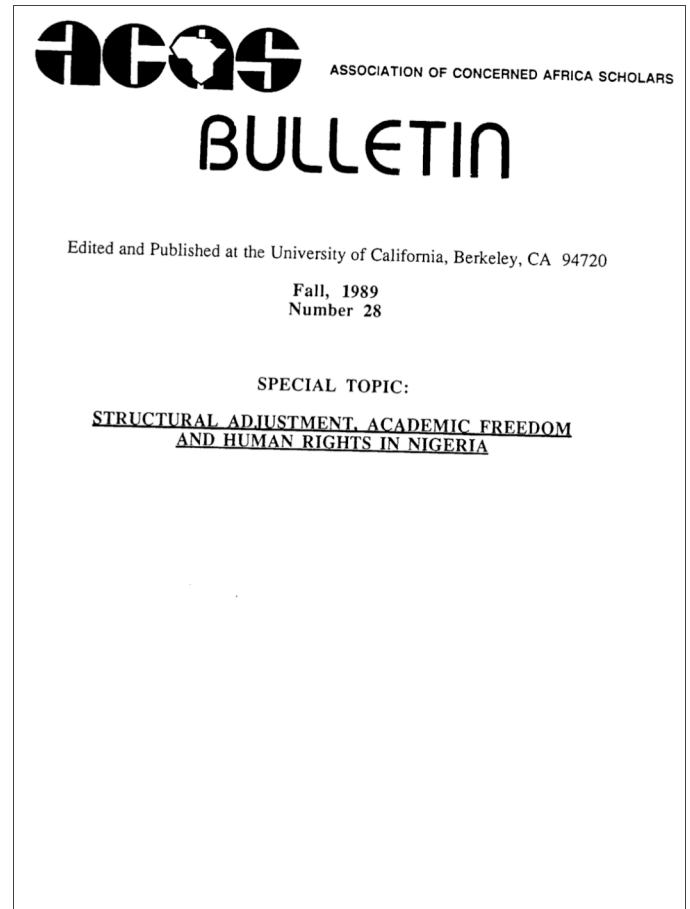 acas
ASSOCIATION OF CONCERNED AFRICA SCHOLARS
BULLETIN
Edited and Published at the University of California, Berkeley, CA 94720
Fall, 1989
Number 28
SPECIAL TOPIC:
STRUCTURAL ADJUSTMENT, ACADEMIC FREEDOM
AND HUMAN RIGHTS IN NIGERIA